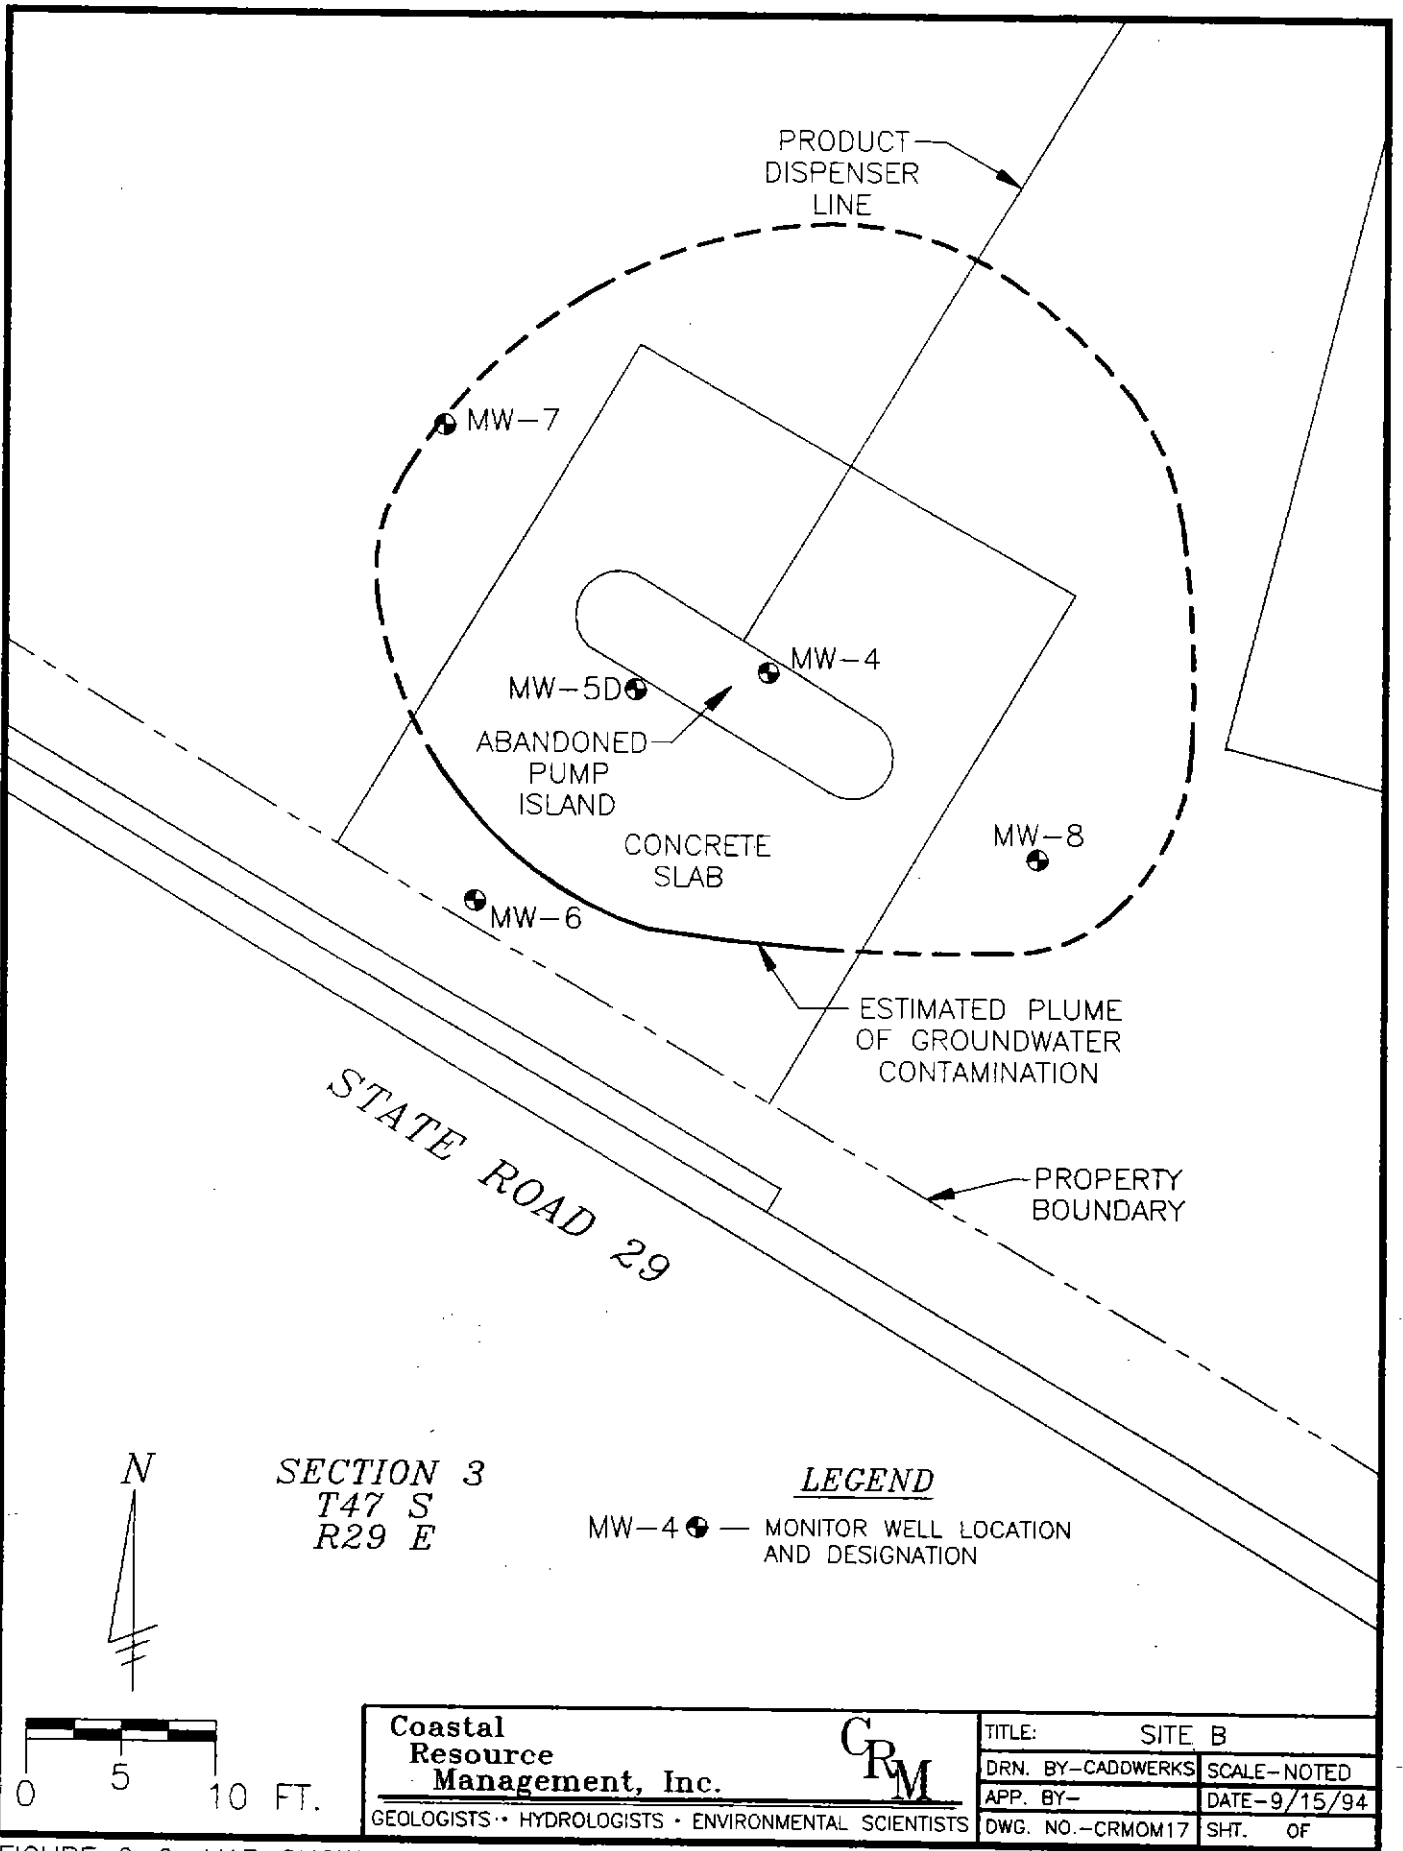 PRODUCT
DISPENSER
LINE
MW-7
MW-4
MW-5D
ABANDONED
PUMP
ISLAND
CONCRETE
SLAB
MW-8
MW-6
ESTIMATED PLUME
OF GROUNDWATER
CONTAMINATION
STATE ROAD 29
PROPERTY
BOUNDARY
N
SECTION 3
T47 S
R29 E
LEGEND
MW-4 — MONITOR WELL LOCATION
AND DESIGNATION
0 5 10 FT.
Coastal
Resource
Management, Inc.
CRM
GEOLOGISTS · HYDROLOGISTS · ENVIRONMENTAL SCIENTISTS
TITLE: SITE B
DRN. BY-CADDWERKS
SCALE-NOTED
APP. BY-
DATE-9/15/94
DWG. NO.-CRMOM17
SHT. OF